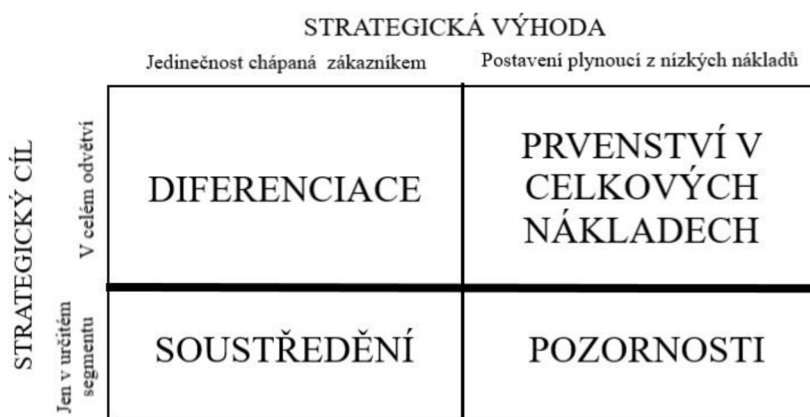 STRATEGICKÁ VÝHODA
Jedinečnost chápaná zákazníkem
Postavení plynoucí z nízkých nákladů
STRATEGICKÝ CÍL
V celém odvětví
DIFERENCIACE
PRVENSTVÍ V
CELKOVÝCH
NÁKLADECH
Jen v určitém
segmentu
SOUSTŘEDĚNÍ
POZORNOSTI